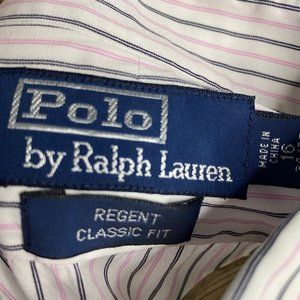 Polo
by Ralph Lauren
MADE IN
CHINA
16
REGENT
CLASSIC FIT